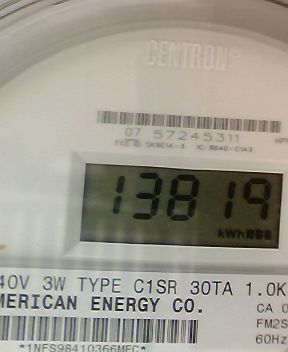 CENTRON®
07 57245311
13819
kWh
40V 3W TYPE C1SR 30TA 1.0K
MERICAN ENERGY CO.
CA 0
FM2S
60Hz
*1NFS98410366MEC*